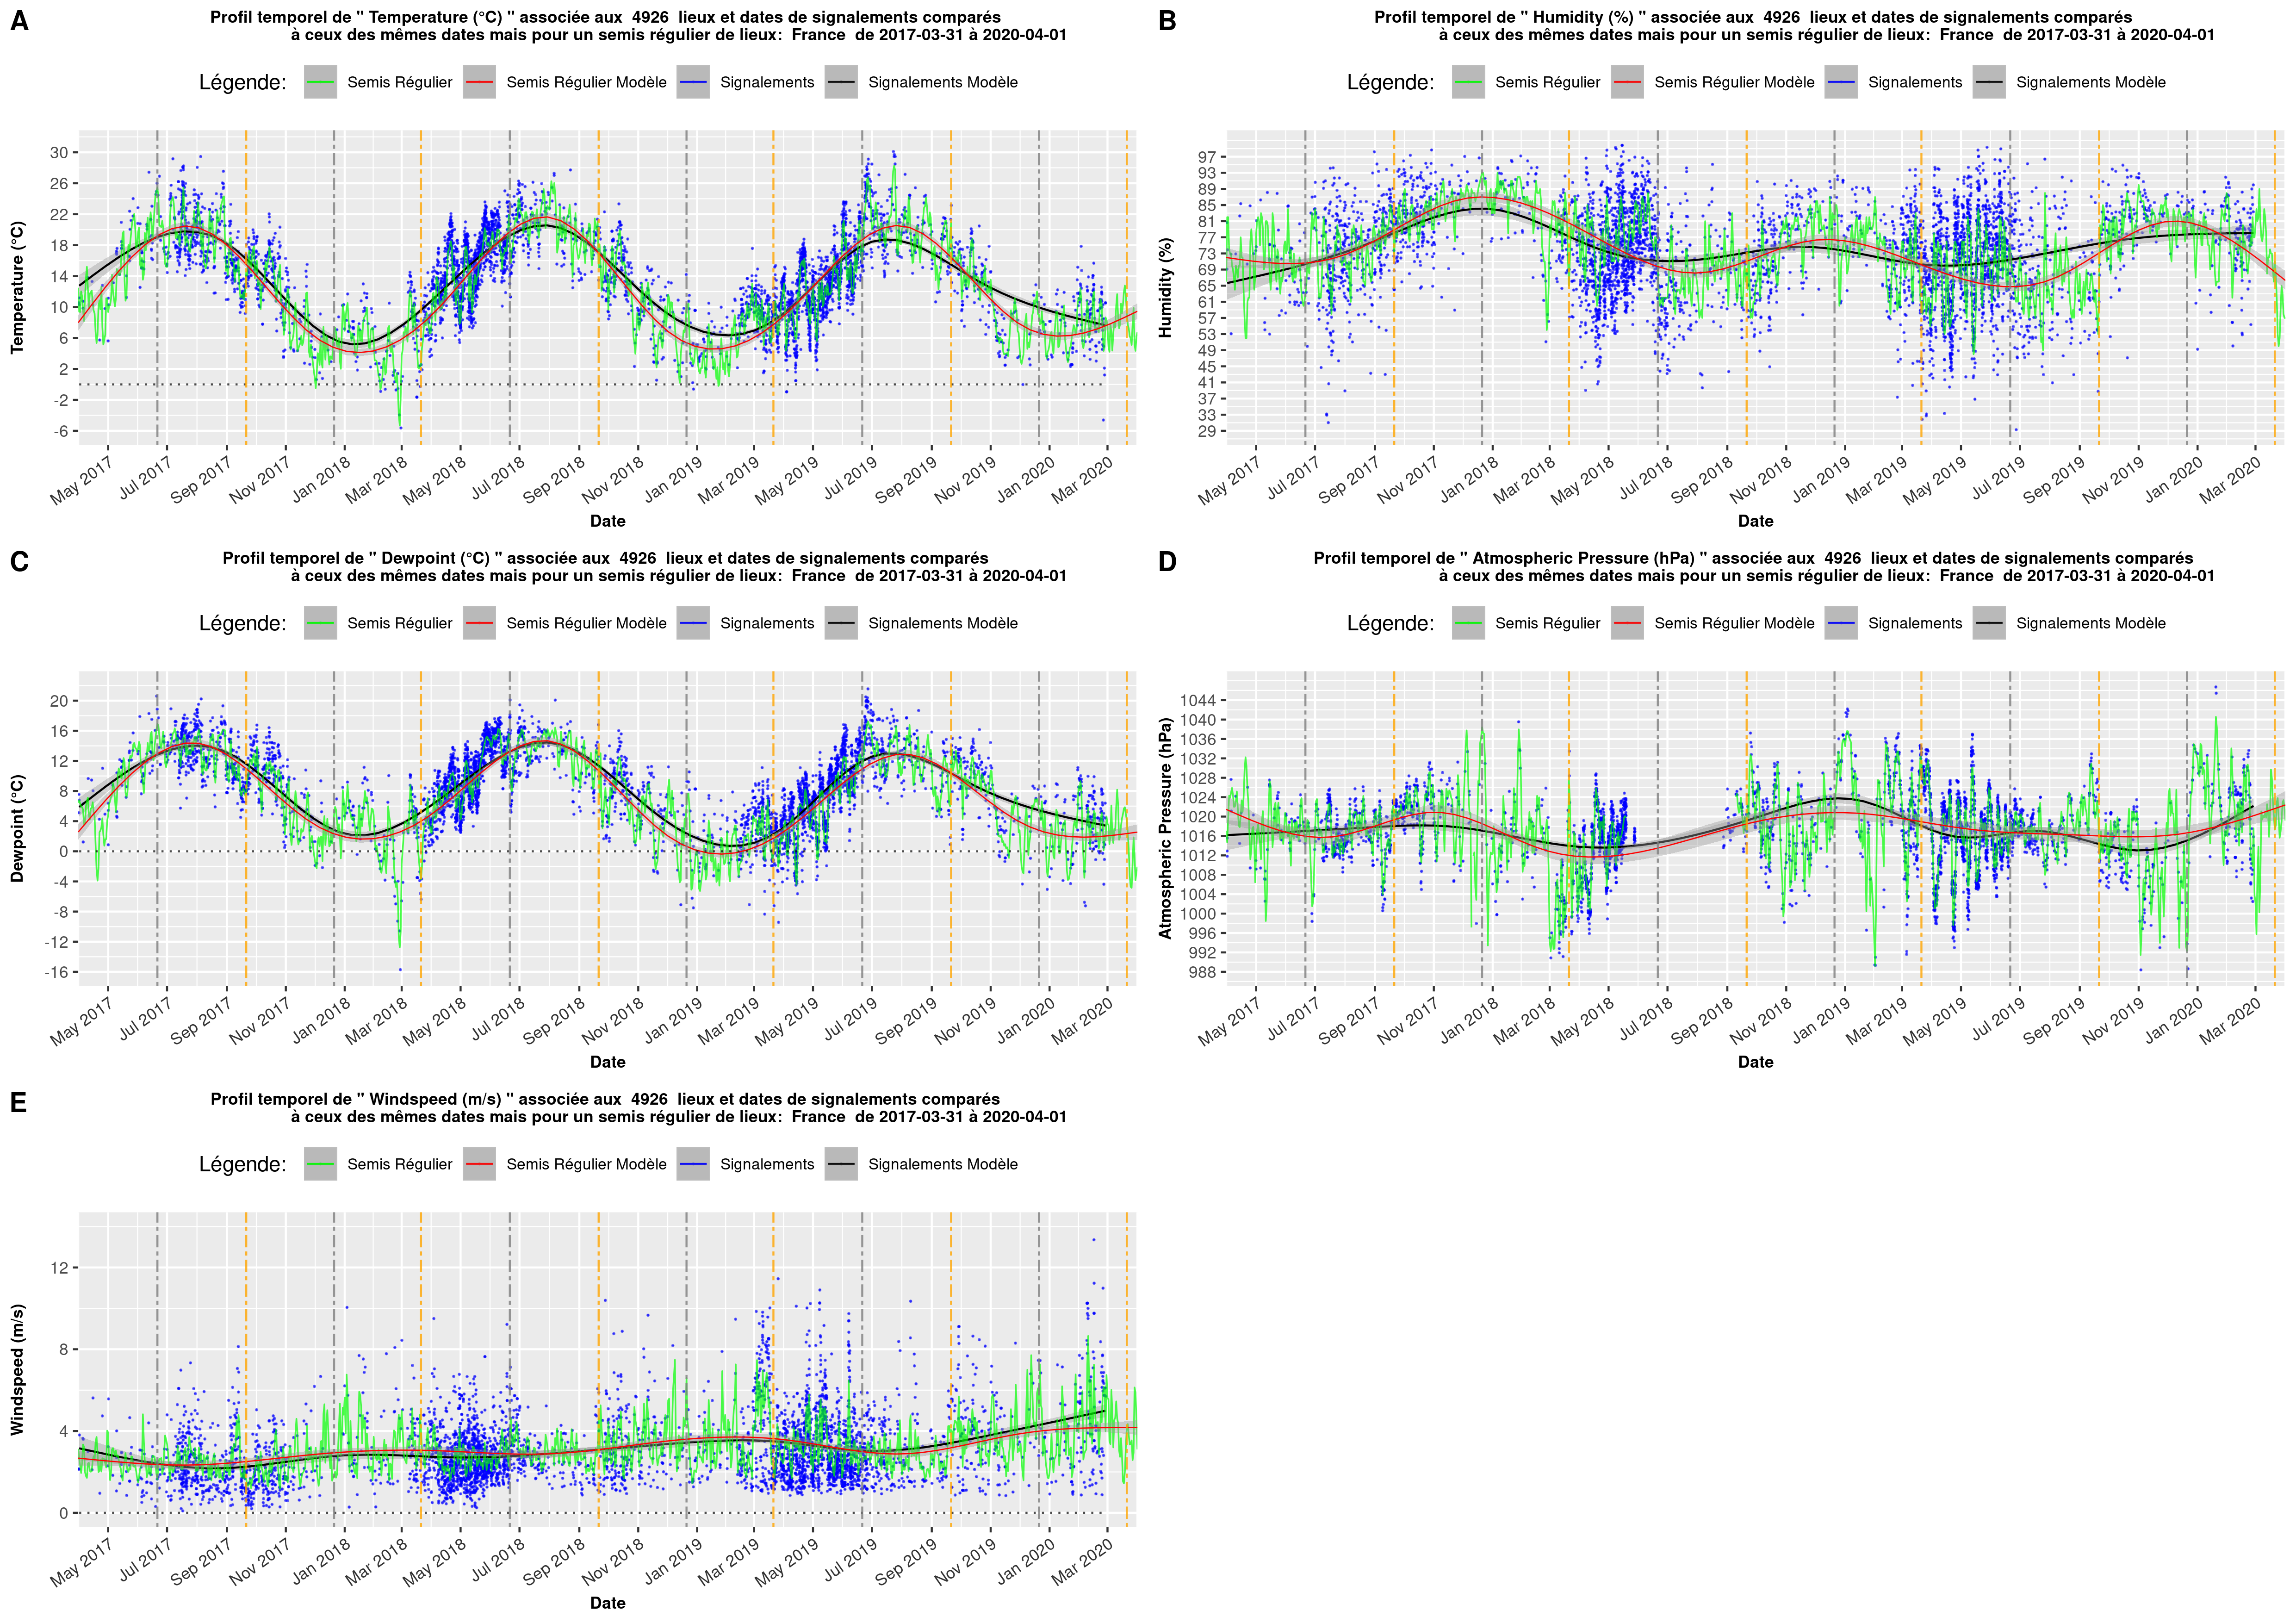 A
Profil temporel de " Temperature (°C) " associée aux 4926 lieux et dates de signalements comparés
à ceux des mêmes dates mais pour un semis régulier de lieux: France de 2017-03-31 à 2020-04-01
Légende: Semis Régulier Semis Régulier Modèle Signalements Signalements Modèle
Temperature (°C)
30
26
22
18
14
10
6
2
-2
-6
May 2017 Jul 2017 Sep 2017 Nov 2017 Jan 2018 Mar 2018 May 2018 Jul 2018 Sep 2018 Nov 2018 Jan 2019 Mar 2019 May 2019 Jul 2019 Sep 2019 Nov 2019 Jan 2020 Mar 2020
Date
B
Profil temporel de " Humidity (%) " associée aux 4926 lieux et dates de signalements comparés
à ceux des mêmes dates mais pour un semis régulier de lieux: France de 2017-03-31 à 2020-04-01
Légende: Semis Régulier Semis Régulier Modèle Signalements Signalements Modèle
Humidity (%)
97
93
89
85
81
77
73
69
65
61
57
53
49
45
41
37
33
29
May 2017 Jul 2017 Sep 2017 Nov 2017 Jan 2018 Mar 2018 May 2018 Jul 2018 Sep 2018 Nov 2018 Jan 2019 Mar 2019 May 2019 Jul 2019 Sep 2019 Nov 2019 Jan 2020 Mar 2020
Date
C
Profil temporel de " Dewpoint (°C) " associée aux 4926 lieux et dates de signalements comparés
à ceux des mêmes dates mais pour un semis régulier de lieux: France de 2017-03-31 à 2020-04-01
Légende: Semis Régulier Semis Régulier Modèle Signalements Signalements Modèle
Dewpoint (°C)
20
16
12
8
4
0
-4
-8
-12
-16
May 2017 Jul 2017 Sep 2017 Nov 2017 Jan 2018 Mar 2018 May 2018 Jul 2018 Sep 2018 Nov 2018 Jan 2019 Mar 2019 May 2019 Jul 2019 Sep 2019 Nov 2019 Jan 2020 Mar 2020
Date
D
Profil temporel de " Atmospheric Pressure (hPa) " associée aux 4926 lieux et dates de signalements comparés
à ceux des mêmes dates mais pour un semis régulier de lieux: France de 2017-03-31 à 2020-04-01
Légende: Semis Régulier Semis Régulier Modèle Signalements Signalements Modèle
Atmospheric Pressure (hPa)
1044
1040
1036
1032
1028
1024
1020
1016
1012
1008
1004
1000
996
992
988
May 2017 Jul 2017 Sep 2017 Nov 2017 Jan 2018 Mar 2018 May 2018 Jul 2018 Sep 2018 Nov 2018 Jan 2019 Mar 2019 May 2019 Jul 2019 Sep 2019 Nov 2019 Jan 2020 Mar 2020
Date
E
Profil temporel de " Windspeed (m/s) " associée aux 4926 lieux et dates de signalements comparés
à ceux des mêmes dates mais pour un semis régulier de lieux: France de 2017-03-31 à 2020-04-01
Légende: Semis Régulier Semis Régulier Modèle Signalements Signalements Modèle
Windspeed (m/s)
12
8
4
0
May 2017 Jul 2017 Sep 2017 Nov 2017 Jan 2018 Mar 2018 May 2018 Jul 2018 Sep 2018 Nov 2018 Jan 2019 Mar 2019 May 2019 Jul 2019 Sep 2019 Nov 2019 Jan 2020 Mar 2020
Date